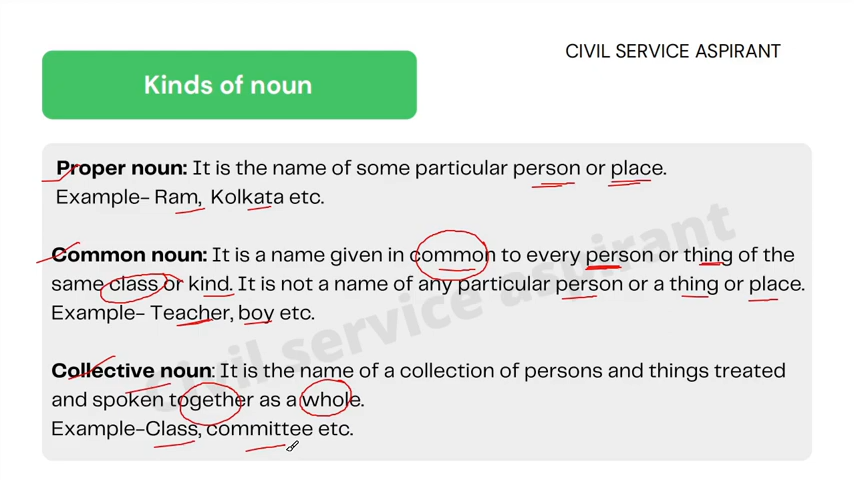 CIVIL SERVICE ASPIRANT
Kinds of noun
Proper noun: It is the name of some particular person or place.
Example- Ram, Kolkata etc.
Common noun: It is a name given in common to every person or thing of the
same class or kind. It is not a name of any particular person or a thing or place.
Example- Teacher, boy etc.
Collective noun: It is the name of a collection of persons and things treated
and spoken together as a whole.
Example-Class, committee etc.
Civil service aspirant